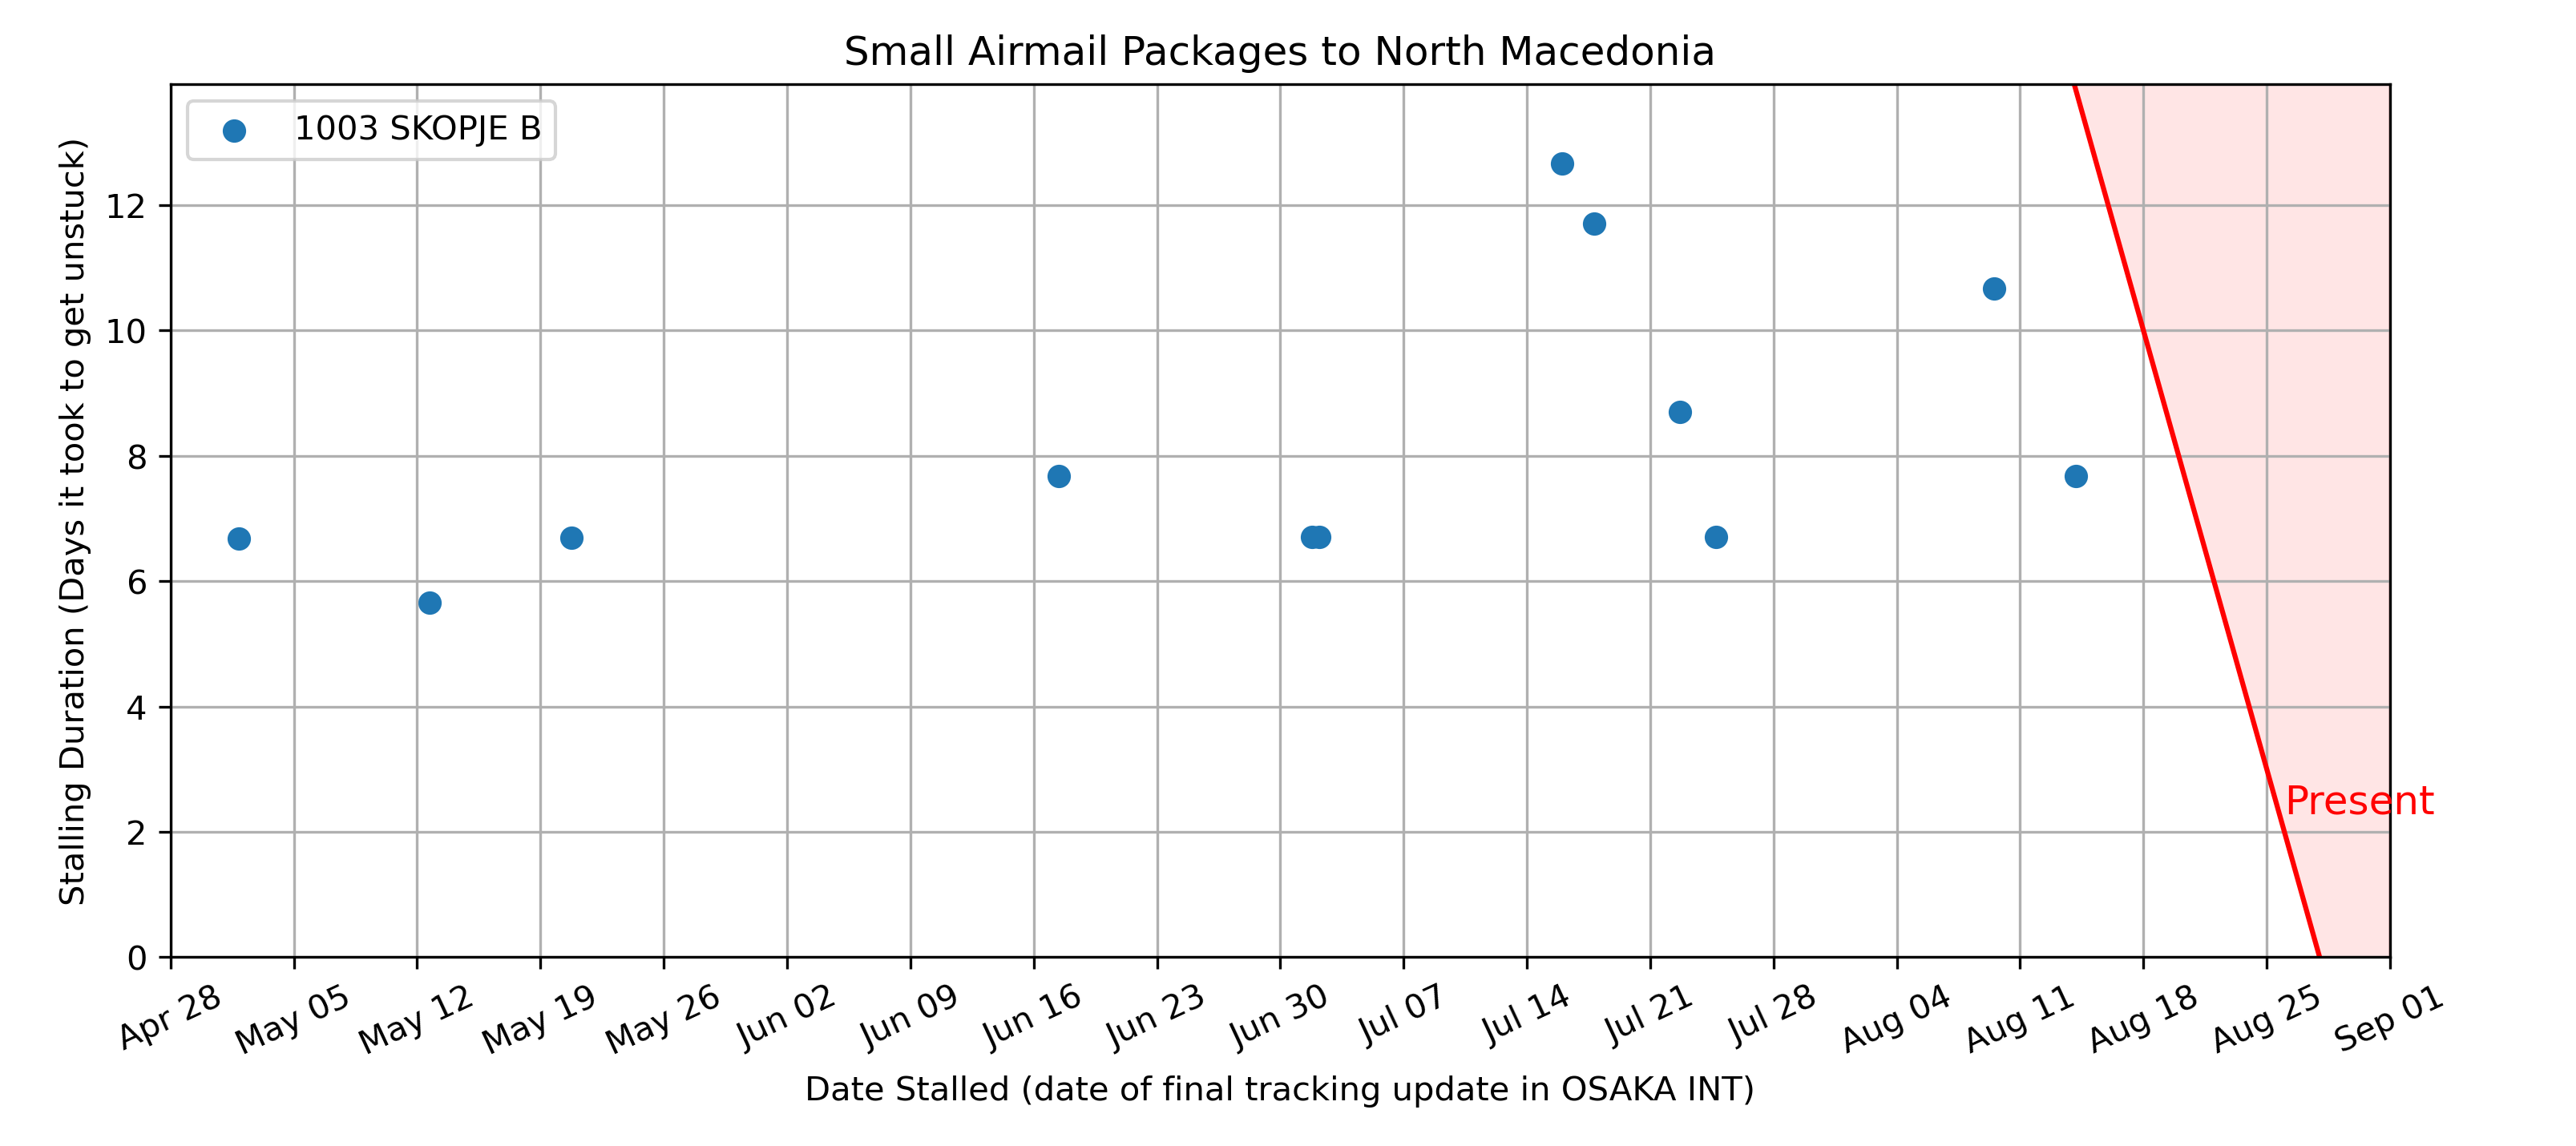 Small Airmail Packages to North Macedonia
1003 SKOPJE B
Stalling Duration (Days it took to get unstuck)
12
10
8
6
4
2
0
Present
Apr 28
May 05
May 12
May 19
May 26
Jun 02
Jun 09
Jun 16
Jun 23
Jun 30
Jul 07
Jul 14
Jul 21
Jul 28
Aug 04
Aug 11
Aug 18
Aug 25
Sep 01
Date Stalled (date of final tracking update in OSAKA INT)